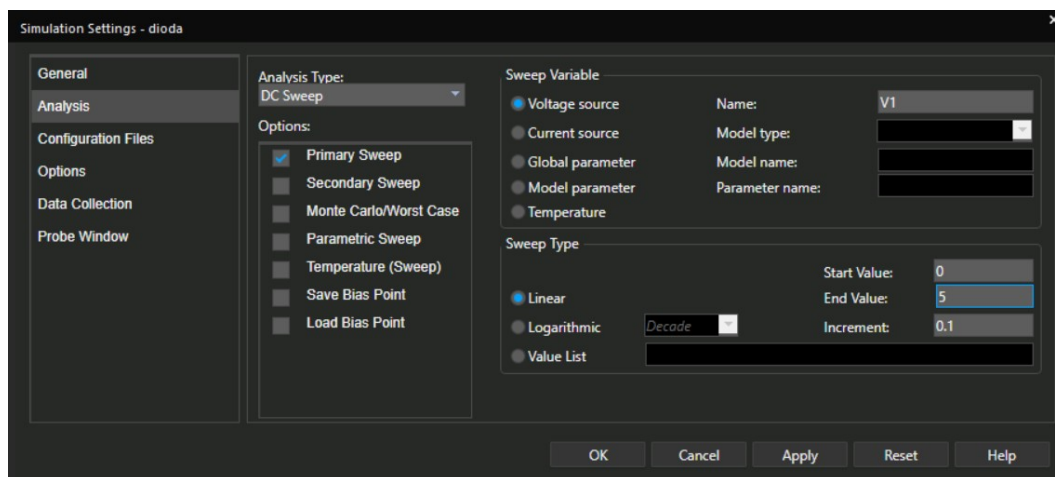 Simulation Settings - dioda
General
Analysis
Configuration Files
Options
Data Collection
Probe Window
Analysis Type:
DC Sweep
Options:
Primary Sweep
Secondary Sweep
Monte Carlo/Worst Case
Parametric Sweep
Temperature (Sweep)
Save Bias Point
Load Bias Point
Sweep Variable
Voltage source
Current source
Global parameter
Model parameter
Temperature
Name: V1
Model type:
Model name:
Parameter name:
Sweep Type
Linear
Logarithmic Decade
Value List
Start Value: 0
End Value: 5
Increment: 0.1
OK Cancel Apply Reset Help